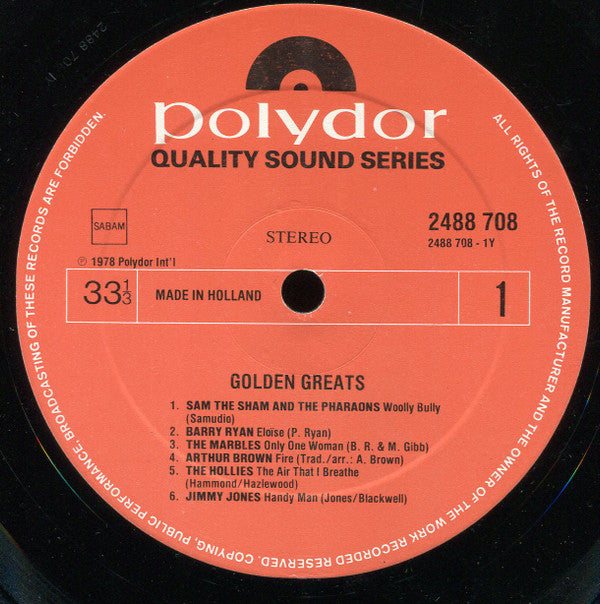 polydor
QUALITY SOUND SERIES
SABAM
STEREO
2488 708
2488 708 - 1Y
℗ 1978 Polydor Int'l
33 1/3
MADE IN HOLLAND
1
GOLDEN GREATS
1. SAM THE SHAM AND THE PHARAONS Woolly Bully
(Samudio)
2. BARRY RYAN Eloïse (P. Ryan)
3. THE MARBLES Only One Woman (B. R. & M. Gibb)
4. ARTHUR BROWN Fire (Trad./arr.: A. Brown)
5. THE HOLLIES The Air That I Breathe
(Hammond/Hazlewood)
6. JIMMY JONES Handy Man (Jones/Blackwell)
ALL RIGHTS OF THE RECORD MANUFACTURER AND THE OWNER OF THE WORK RECORDED RESERVED. COPYING, PUBLIC PERFORMANCE, BROADCASTING OF THESE RECORDS ARE FORBIDDEN.